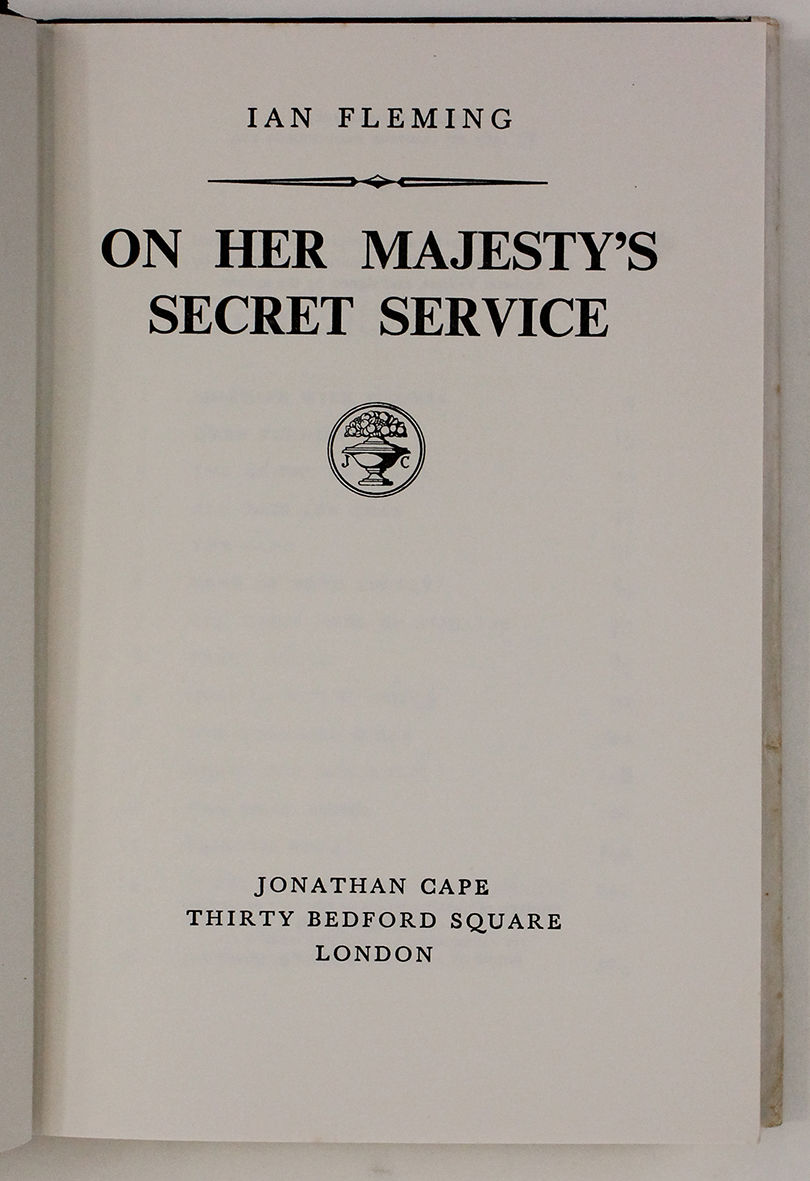 IAN FLEMING
ON HER MAJESTY'S
SECRET SERVICE
J C
JONATHAN CAPE
THIRTY BEDFORD SQUARE
LONDON